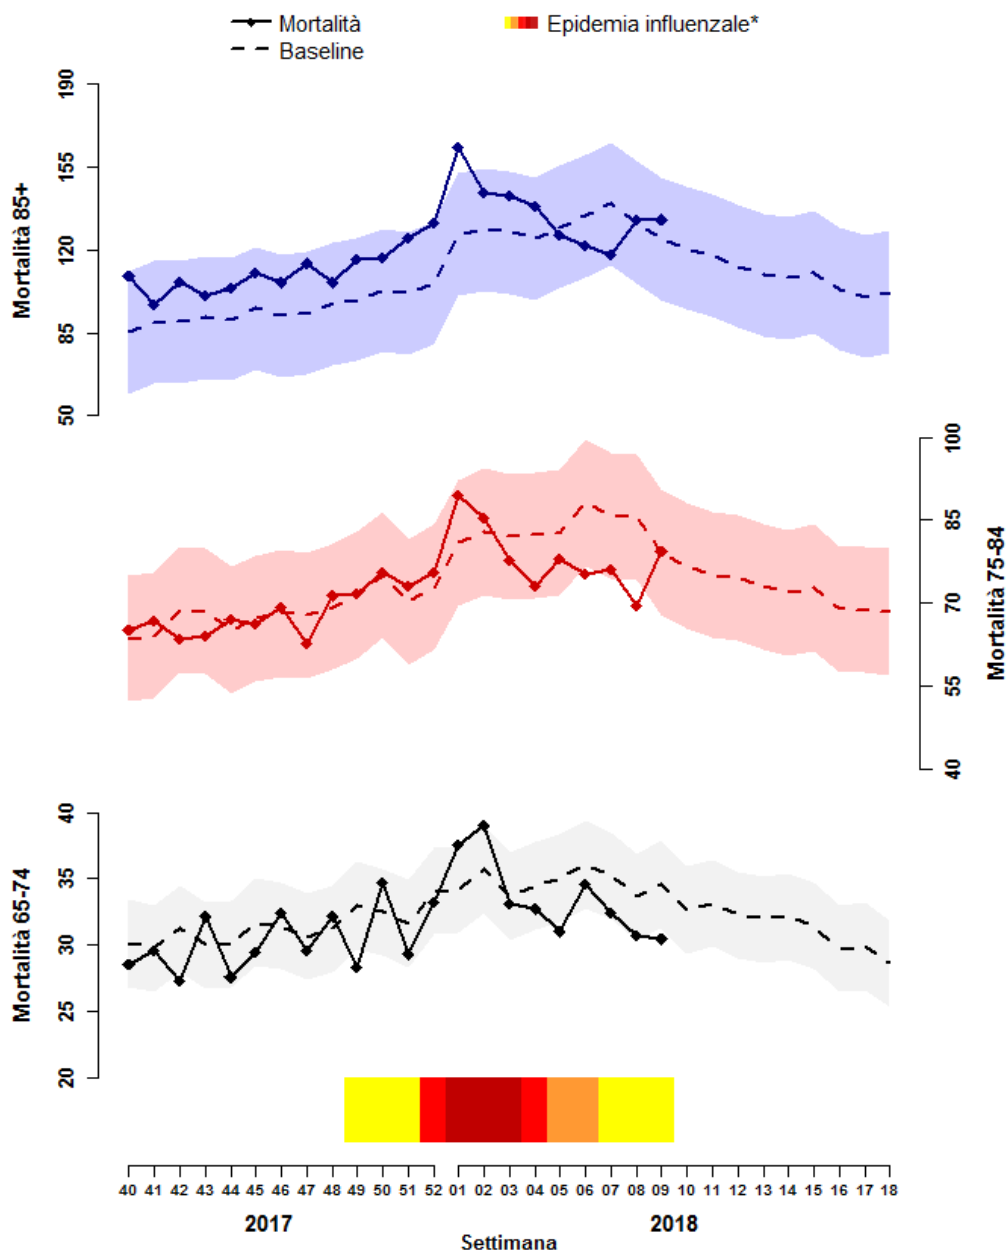 Mortalità
Baseline
Epidemia influenzale*
Mortalità 85+
190
155
120
85
50
Mortalità 75-84
100
85
70
55
40
Mortalità 65-74
40
35
30
25
20
40 41 42 43 44 45 46 47 48 49 50 51 52 01 02 03 04 05 06 07 08 09 10 11 12 13 14 15 16 17 18
2017 2018
Settimana